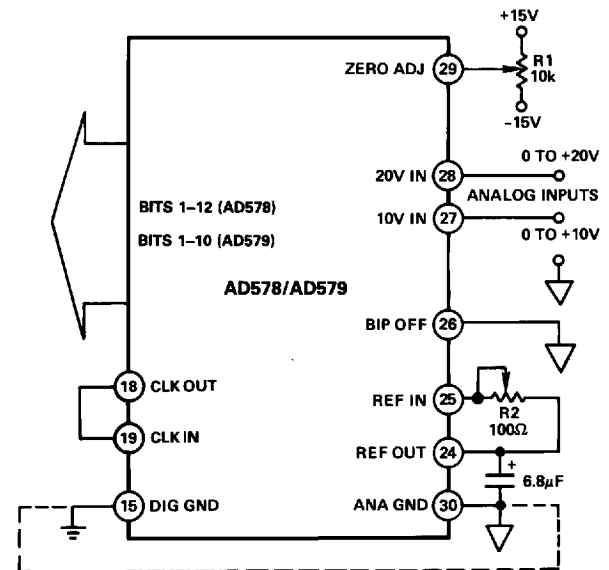 +15V
ZERO ADJ 29
R1
10k
–15V
0 TO +20V
20V IN 28
ANALOG INPUTS
BITS 1–12 (AD578)
10V IN 27
0 TO +10V
BITS 1–10 (AD579)
AD578/AD579
BIP OFF 26
18 CLK OUT
REF IN 25
R2
100Ω
19 CLK IN
REF OUT 24
+
6.8μF
15 DIG GND
ANA GND 30